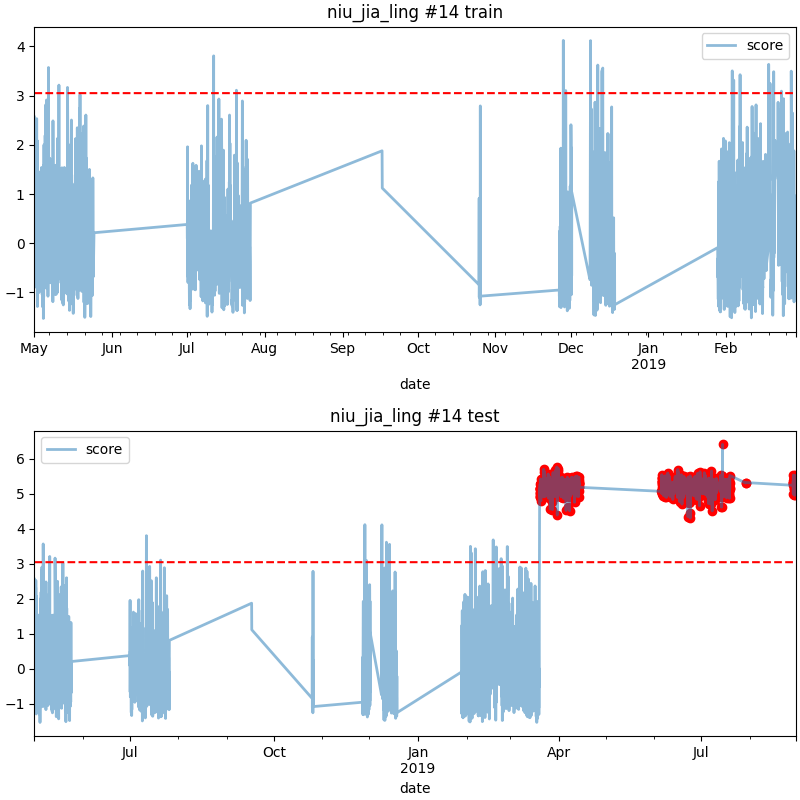 niu_jia_ling #14 train
score
4
3
2
1
0
−1
May Jun Jul Aug Sep Oct Nov Dec Jan Feb
2019
date
niu_jia_ling #14 test
score
6
5
4
3
2
1
0
−1
Jul Oct Jan Apr Jul
2019
date